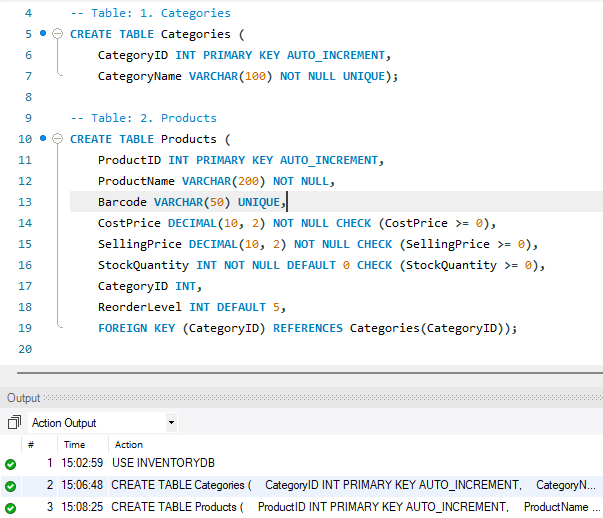 4 -- Table: 1. Categories
5 CREATE TABLE Categories (
6 CategoryID INT PRIMARY KEY AUTO_INCREMENT,
7 CategoryName VARCHAR(100) NOT NULL UNIQUE);
8
9 -- Table: 2. Products
10 CREATE TABLE Products (
11 ProductID INT PRIMARY KEY AUTO_INCREMENT,
12 ProductName VARCHAR(200) NOT NULL,
13 Barcode VARCHAR(50) UNIQUE,
14 CostPrice DECIMAL(10, 2) NOT NULL CHECK (CostPrice >= 0),
15 SellingPrice DECIMAL(10, 2) NOT NULL CHECK (SellingPrice >= 0),
16 StockQuantity INT NOT NULL DEFAULT 0 CHECK (StockQuantity >= 0),
17 CategoryID INT,
18 ReorderLevel INT DEFAULT 5,
19 FOREIGN KEY (CategoryID) REFERENCES Categories(CategoryID));
20
Output
Action Output
# Time Action
1 15:02:59 USE INVENTORYDB
2 15:06:48 CREATE TABLE Categories ( CategoryID INT PRIMARY KEY AUTO_INCREMENT, CategoryN...
3 15:08:25 CREATE TABLE Products ( ProductID INT PRIMARY KEY AUTO_INCREMENT, ProductName ...